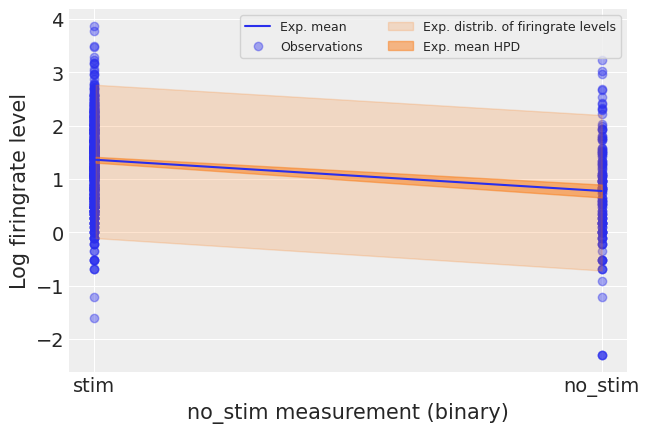 4
3
2
1
0
−1
−2
Log firingrate level
Exp. mean
Observations
Exp. distrib. of firingrate levels
Exp. mean HPD
stim
no_stim
no_stim measurement (binary)